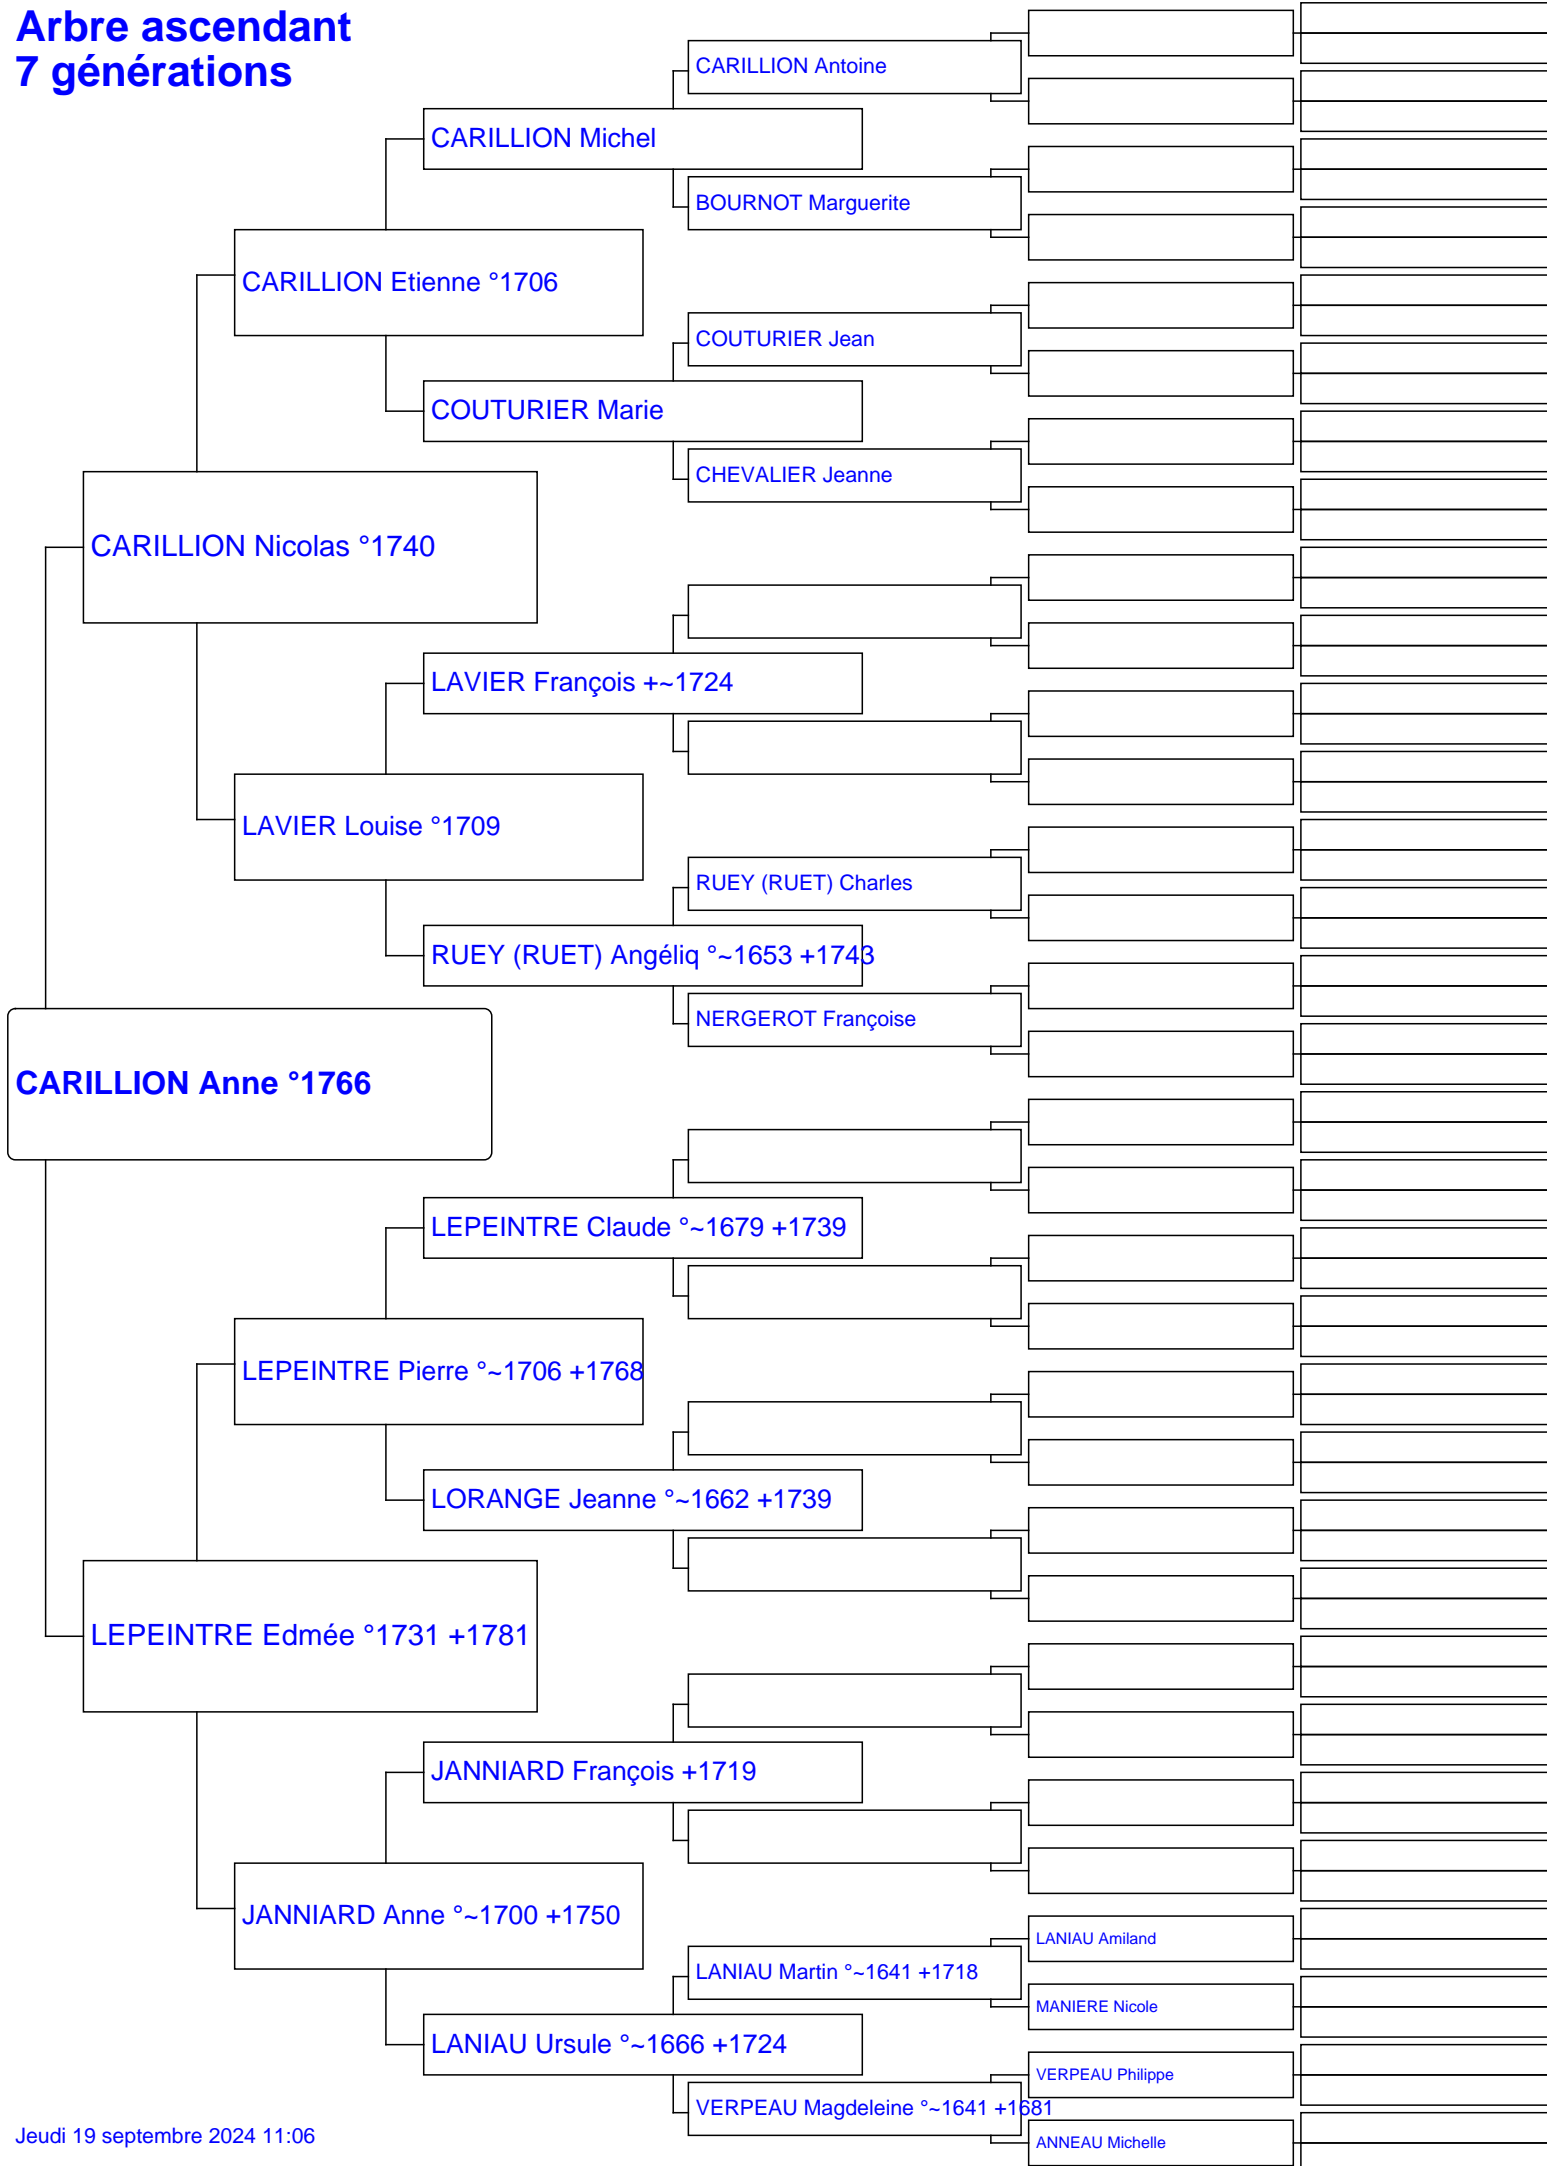 Arbre ascendant
7 générations
CARILLION Antoine
CARILLION Michel
BOURNOT Marguerite
CARILLION Etienne °1706
COUTURIER Jean
COUTURIER Marie
CHEVALIER Jeanne
CARILLION Nicolas °1740
LAVIER François +~1724
LAVIER Louise °1709
RUEY (RUET) Charles
RUEY (RUET) Angéliq °~1653 +1743
NERGEROT Françoise
CARILLION Anne °1766
LEPEINTRE Claude °~1679 +1739
LEPEINTRE Pierre °~1706 +1768
LORANGE Jeanne °~1662 +1739
LEPEINTRE Edmée °1731 +1781
JANNIARD François +1719
JANNIARD Anne °~1700 +1750
LANIAU Amiland
LANIAU Martin °~1641 +1718
MANIERE Nicole
LANIAU Ursule °~1666 +1724
VERPEAU Philippe
VERPEAU Magdeleine °~1641 +1681
ANNEAU Michelle
Jeudi 19 septembre 2024 11:06